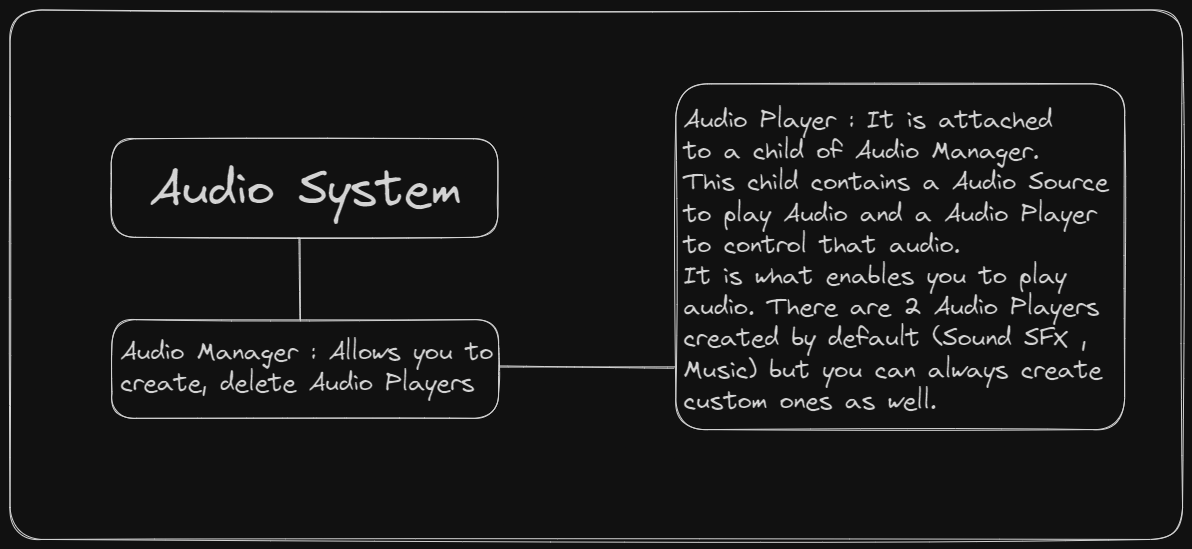 Audio System
Audio Manager : Allows you to
create, delete Audio Players
Audio Player : It is attached
to a child of Audio Manager.
This child contains a Audio Source
to play Audio and a Audio Player
to control that audio.
It is what enables you to play
audio. There are 2 Audio Players
created by default (Sound SFX ,
Music) but you can always create
custom ones as well.